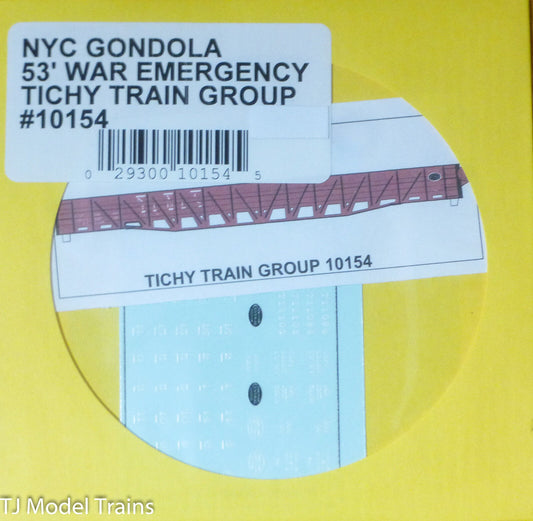 NYC GONDOLA
53' WAR EMERGENCY
TICHY TRAIN GROUP
#10154
0 29300 10154 5
TICHY TRAIN GROUP 10154
TJ Model Trains